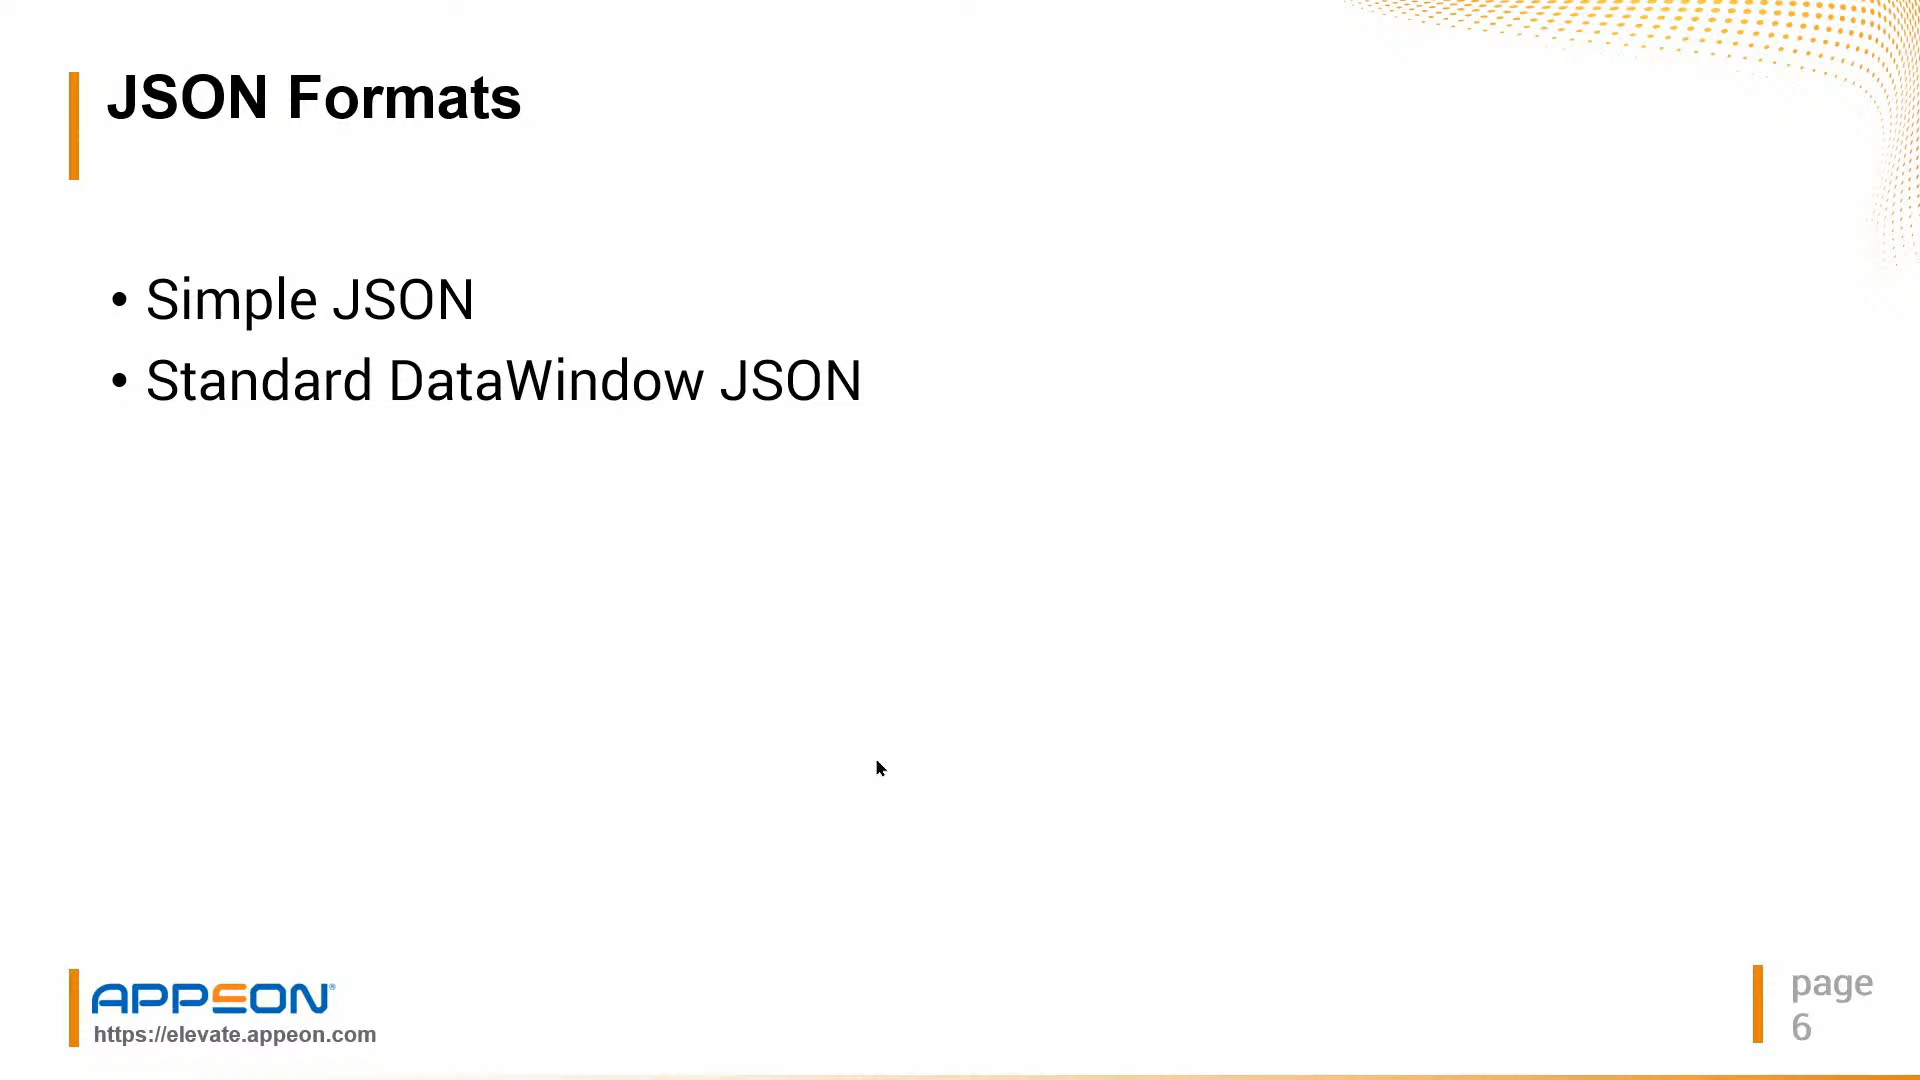 JSON Formats
• Simple JSON
• Standard DataWindow JSON
APPEON®
https://elevate.appeon.com
page
6